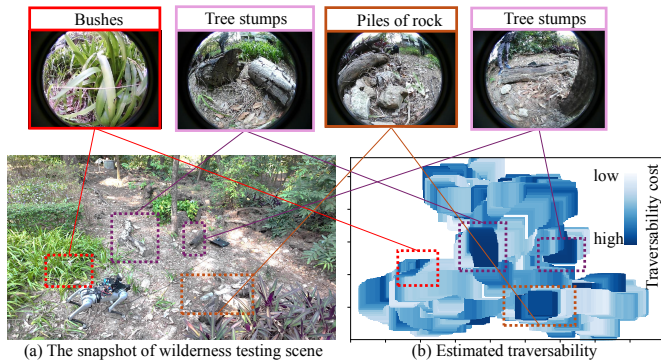 Bushes
Tree stumps
Piles of rock
Tree stumps
low
high
Traversability cost
(a) The snapshot of wilderness testing scene
(b) Estimated traversability